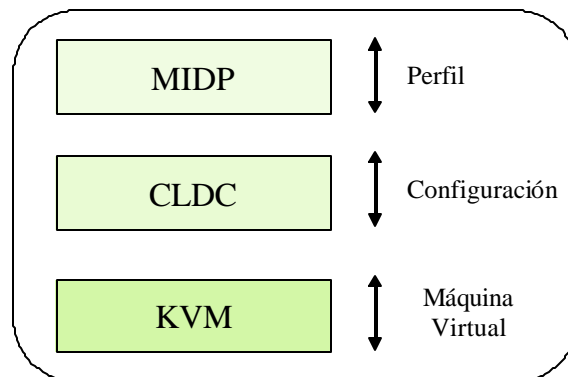 MIDP
Perfil
CLDC
Configuración
KVM
Máquina
Virtual